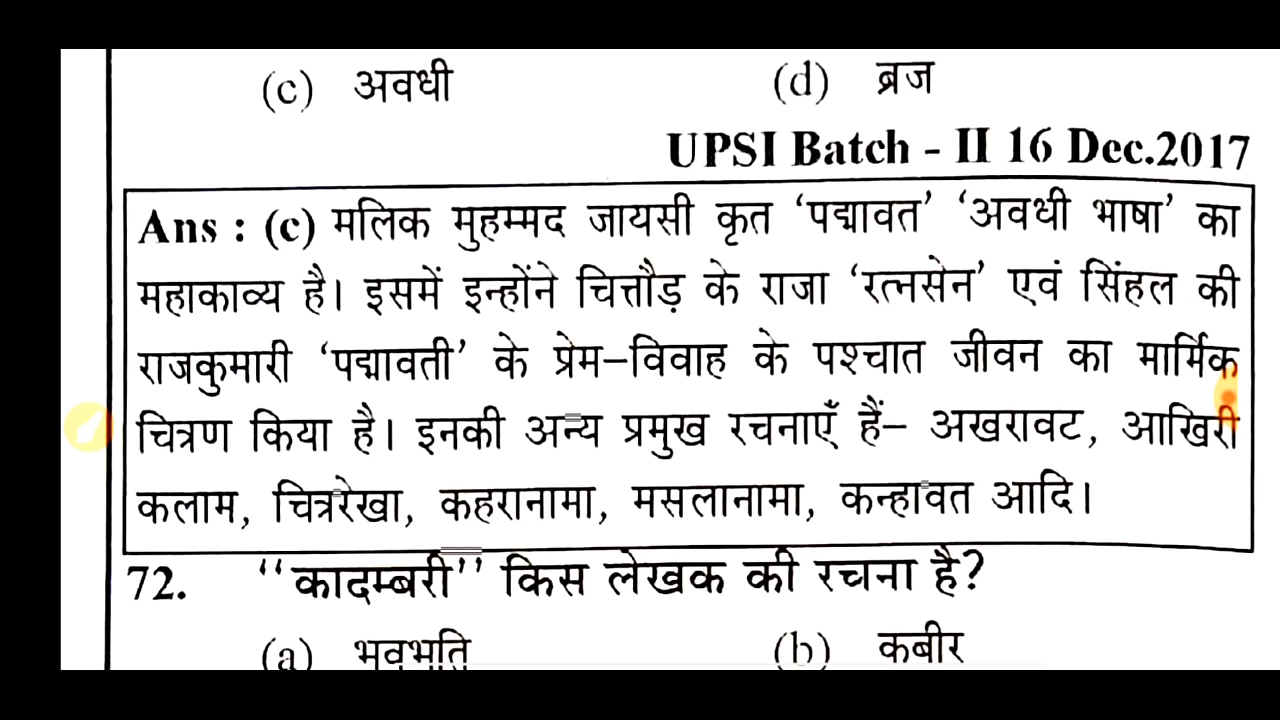 (c) अवधी (d) ब्रज
UPSI Batch - II 16 Dec.2017
Ans : (c) मलिक मुहम्मद जायसी कृत ‘पद्मावत’ ‘अवधी भाषा’ का
महाकाव्य है। इसमें इन्होंने चित्तौड़ के राजा ‘रत्नसेन’ एवं सिंहल की
राजकुमारी ‘पद्मावती’ के प्रेम–विवाह के पश्चात जीवन का मार्मिक
चित्रण किया है। इनकी अन्य प्रमुख रचनाएँ हैं– अखरावट, आखिरी
कलाम, चित्ररेखा, कहरानामा, मसलानामा, कन्हावत आदि।
72. ‘‘कादम्बरी’’ किस लेखक की रचना है?
(a) भवभूति (b) कबीर